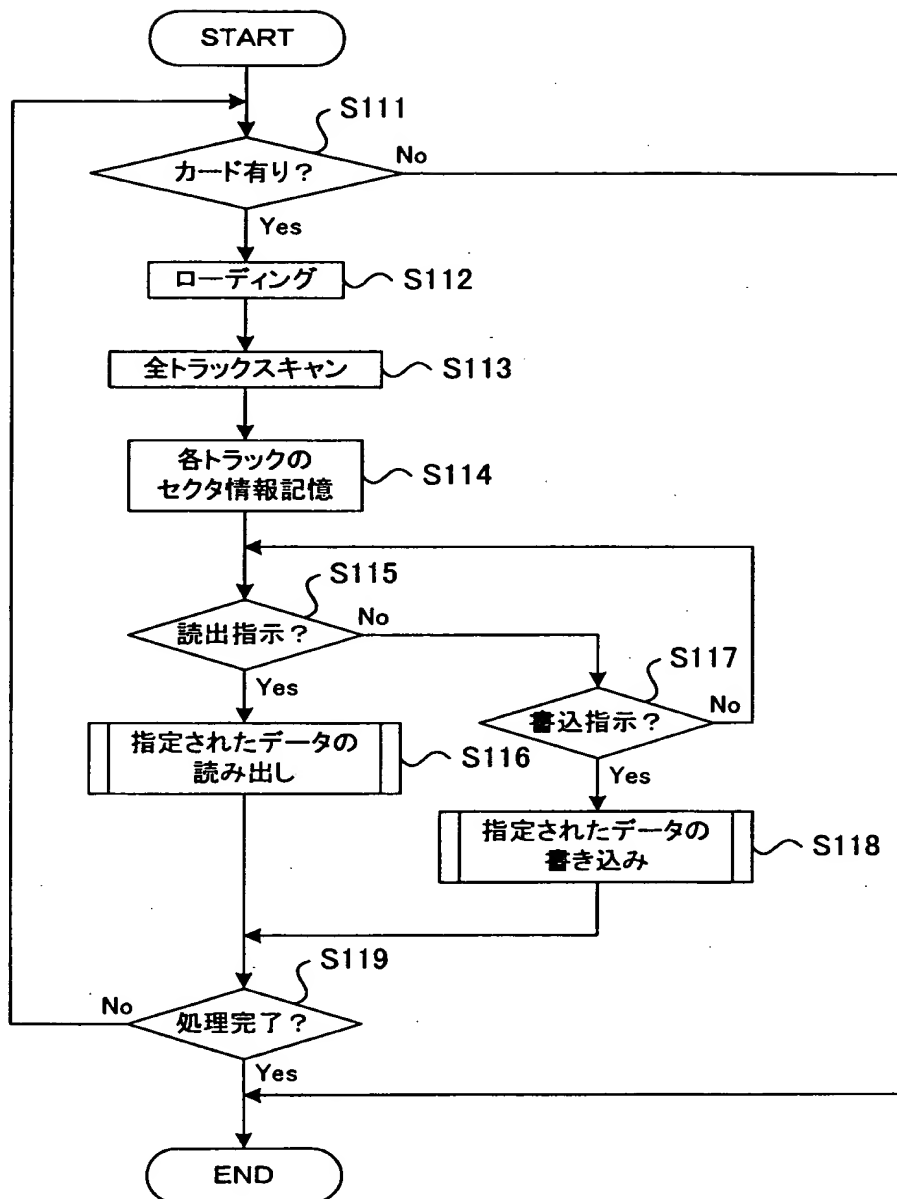 START
S111
カード有り？
No
Yes
ローディング
S112
全トラックスキャン
S113
各トラックの
セクタ情報記憶
S114
S115
読出指示？
No
Yes
S117
書込指示？
No
Yes
指定されたデータの
読み出し
S116
指定されたデータの
書き込み
S118
S119
処理完了？
No
Yes
END